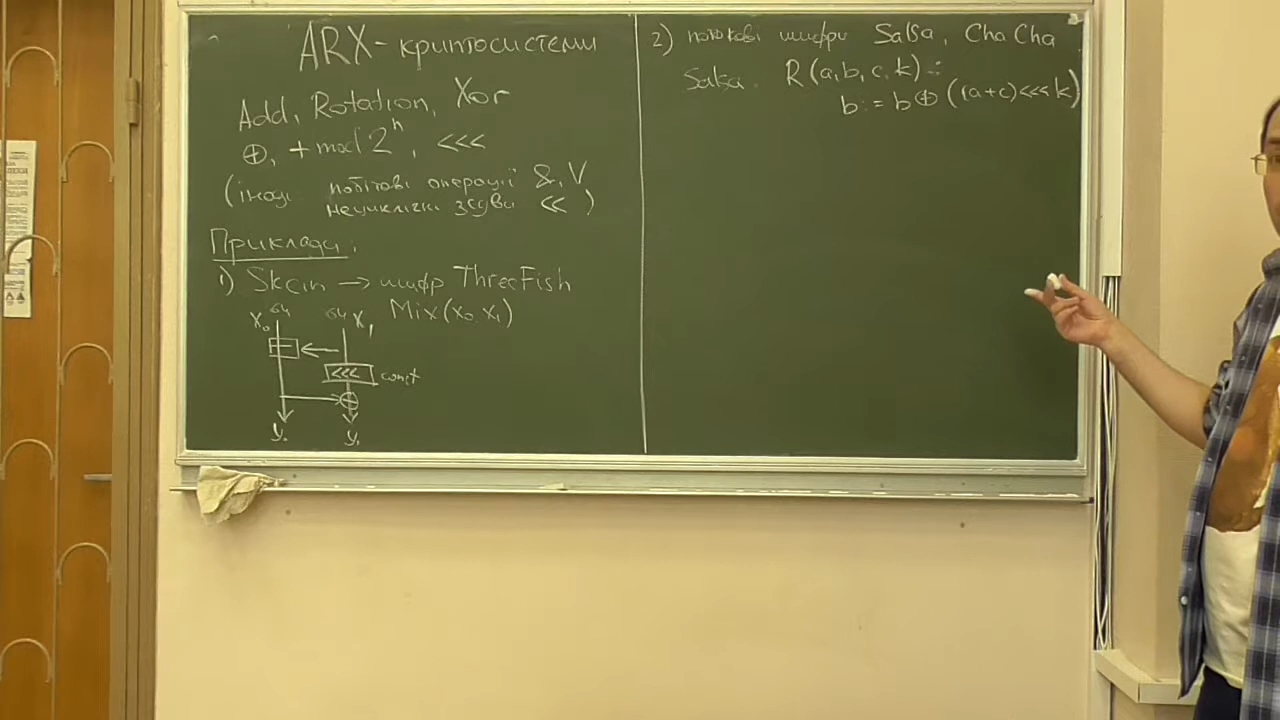 ARX - криптосистеми
Add, Rotation, Xor
⊕, + mod 2ⁿ, <<<
(іноді побітові операції &, V
нециклічні зсуви << )
Приклади:
1) Skein → шифр ThreeFish
64 64 Mix(x₀, x₁)
x₀ x₁
<<< const
y₀ y₁
2) потокові шифри Salsa, ChaCha
Salsa. R(a, b, c, k) :
b := b ⊕ ((a+c) <<< k)